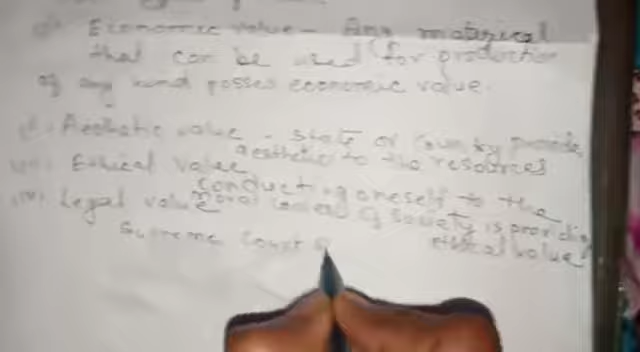 Economic value - Any material
that can be used for production
of any kind posses economic value.
Aesthetic value - State or Country provide
aesthetic to the resources
Ethical value
conducting oneself to the
moral of society is providing
ethical value
(iv) Legal value
Supreme Court